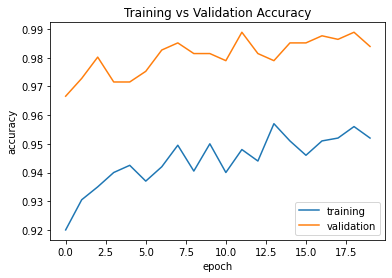 Training vs Validation Accuracy
0.99
0.98
0.97
0.96
0.95
0.94
0.93
0.92
accuracy
training
validation
0.0 2.5 5.0 7.5 10.0 12.5 15.0 17.5
epoch